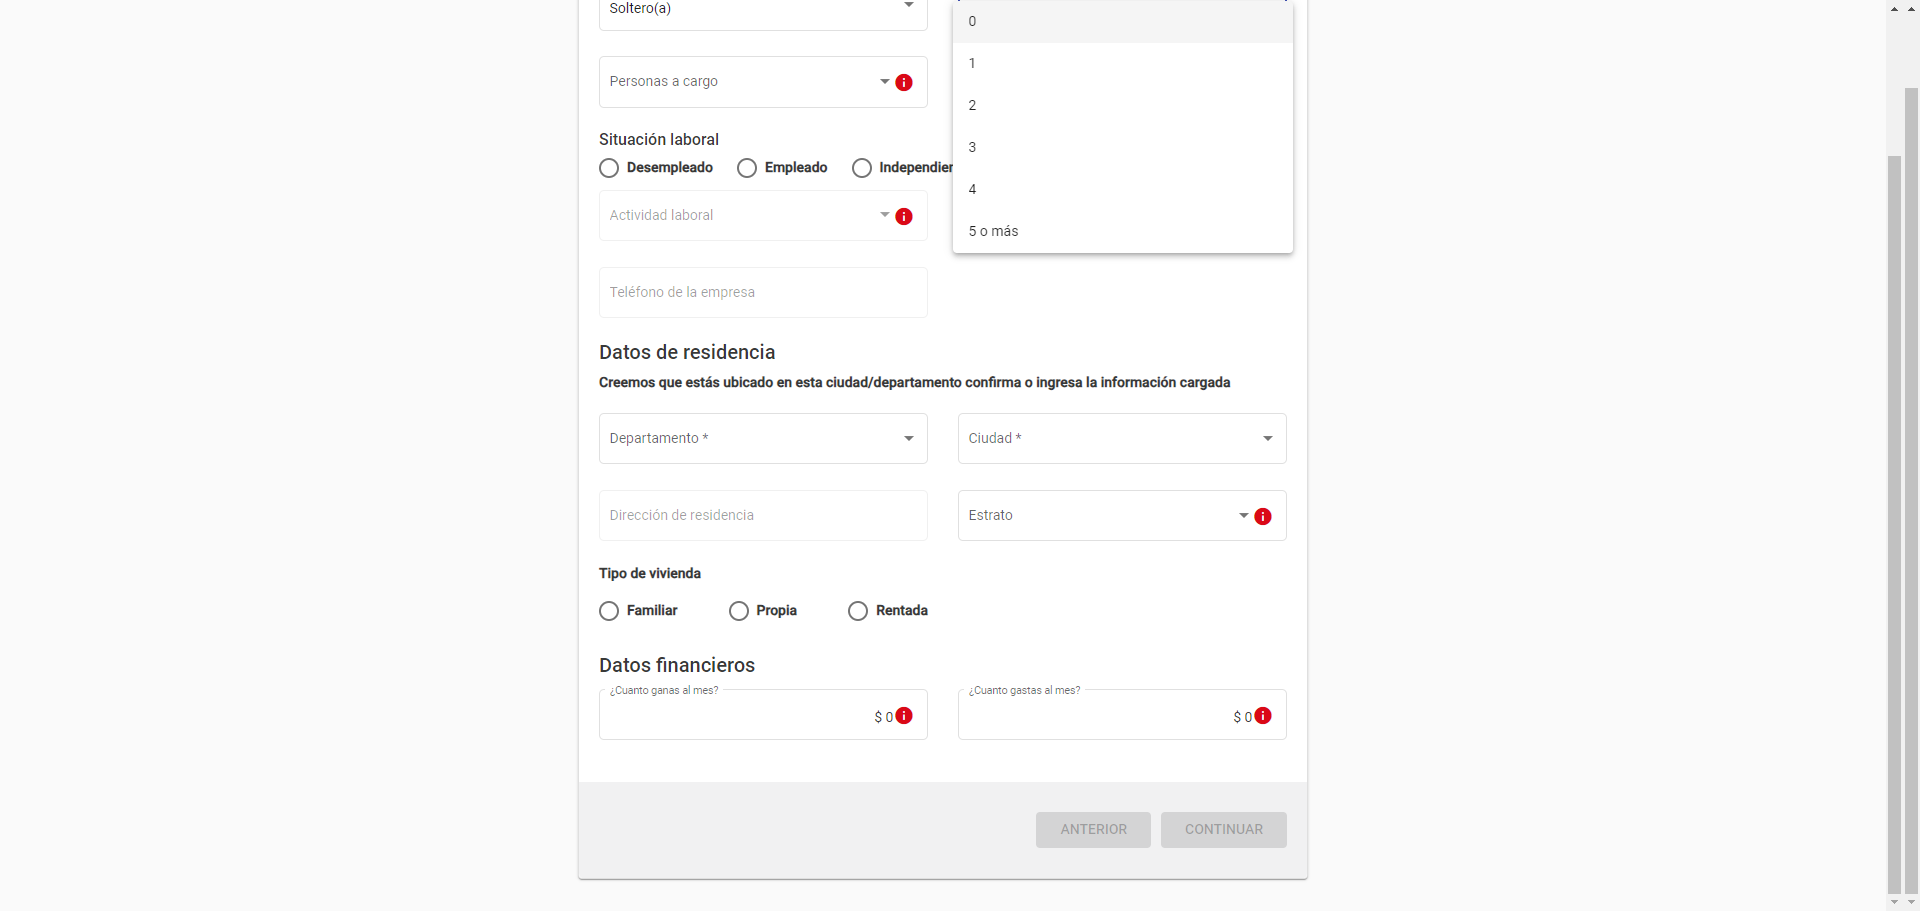 Soltero(a)
0
1
Personas a cargo
2
Situación laboral
3
Desempleado Empleado Independien
4
Actividad laboral
5 o más
Teléfono de la empresa
Datos de residencia
Creemos que estás ubicado en esta ciudad/departamento confirma o ingresa la información cargada
Departamento * Ciudad *
Dirección de residencia Estrato
Tipo de vivienda
Familiar Propia Rentada
Datos financieros
¿Cuanto ganas al mes? ¿Cuanto gastas al mes?
$ 0 $ 0
ANTERIOR CONTINUAR